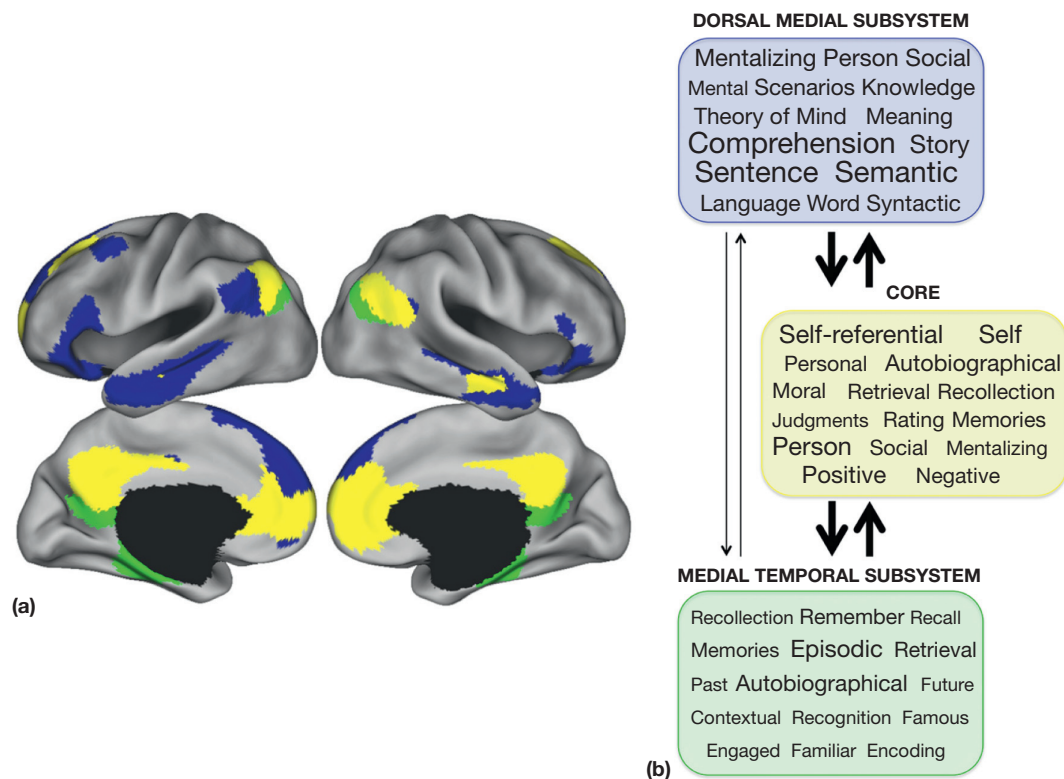 DORSAL MEDIAL SUBSYSTEM
Mentalizing Person Social
Mental Scenarios Knowledge
Theory of Mind Meaning
Comprehension Story
Sentence Semantic
Language Word Syntactic
CORE
Self-referential Self
Personal Autobiographical
Moral Retrieval Recollection
Judgments Rating Memories
Person Social Mentalizing
Positive Negative
MEDIAL TEMPORAL SUBSYSTEM
Recollection Remember Recall
Memories Episodic Retrieval
Past Autobiographical Future
Contextual Recognition Famous
Engaged Familiar Encoding
(a)
(b)